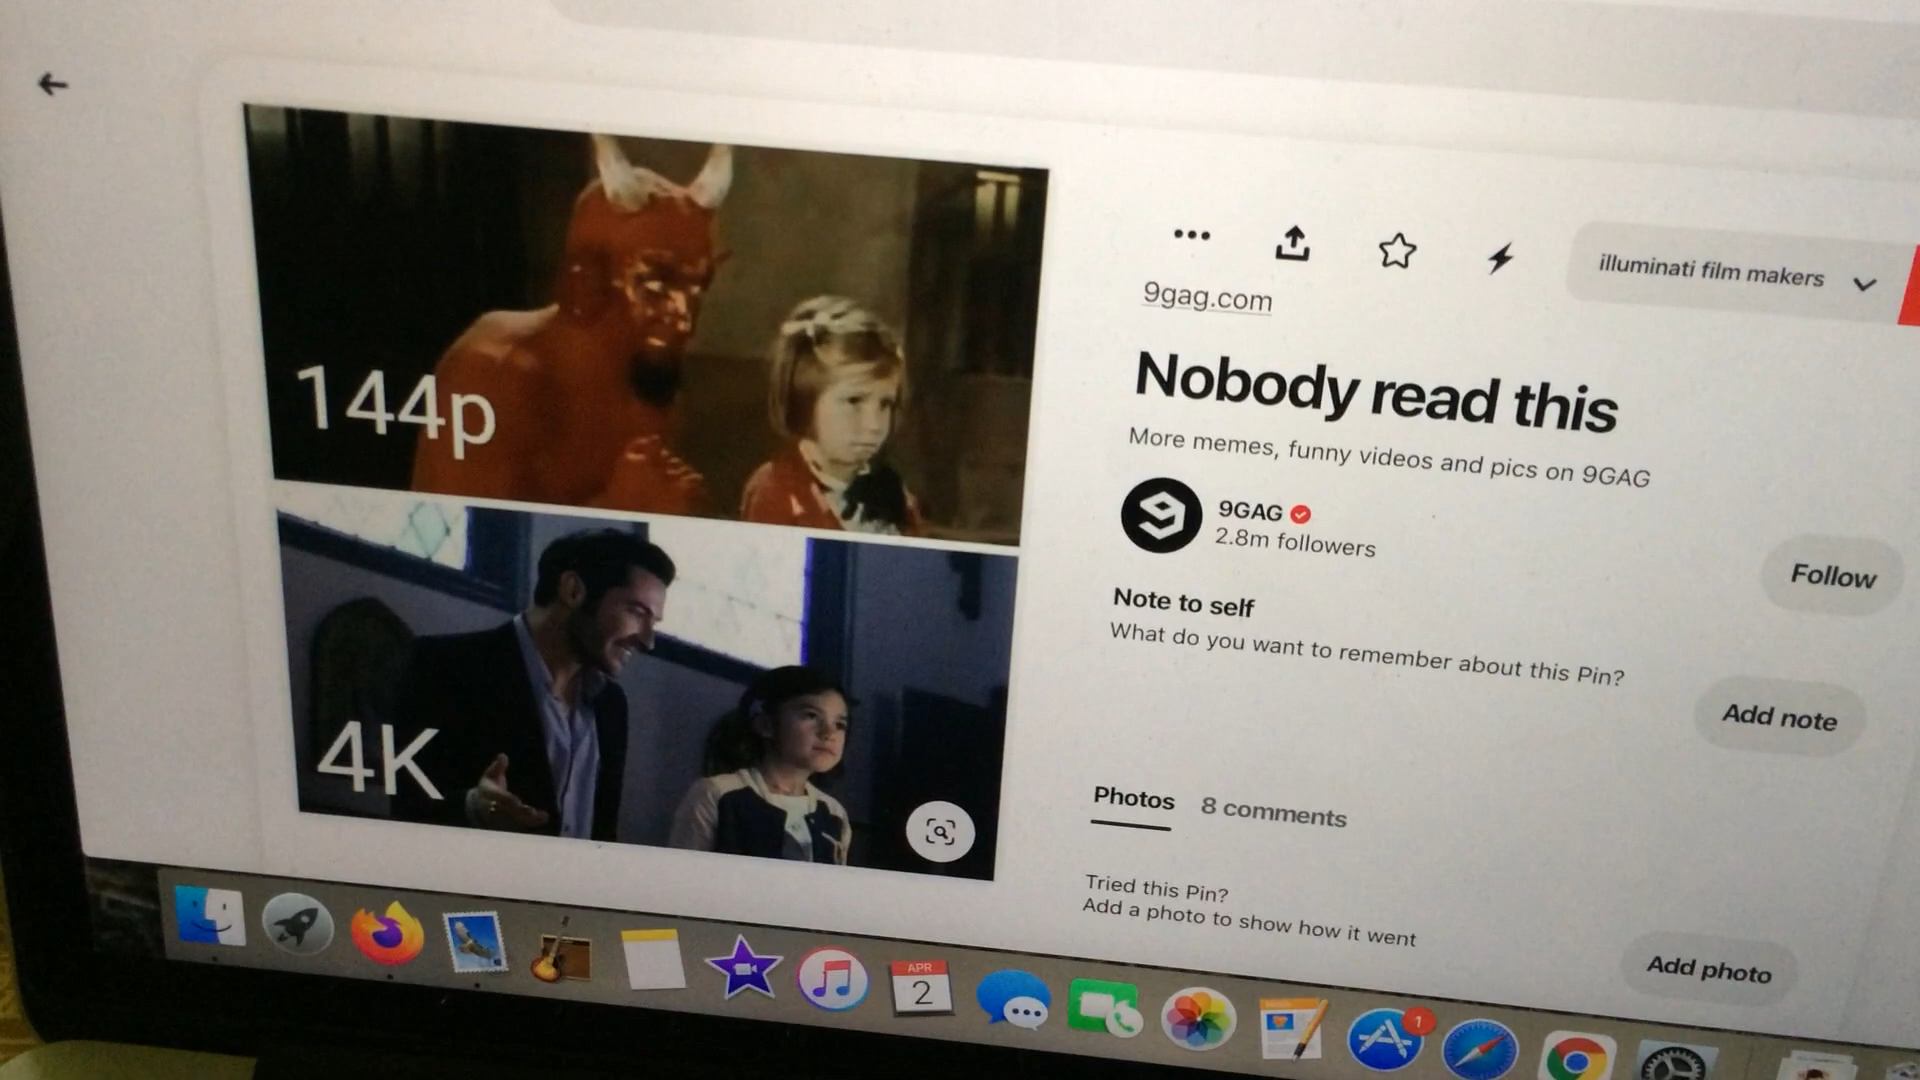 144p
4K
illuminati film makers
9gag.com
Nobody read this
More memes, funny videos and pics on 9GAG
9GAG
2.8m followers
Follow
Note to self
What do you want to remember about this Pin?
Add note
Photos 8 comments
Tried this Pin?
Add a photo to show how it went
Add photo
APR
2
1